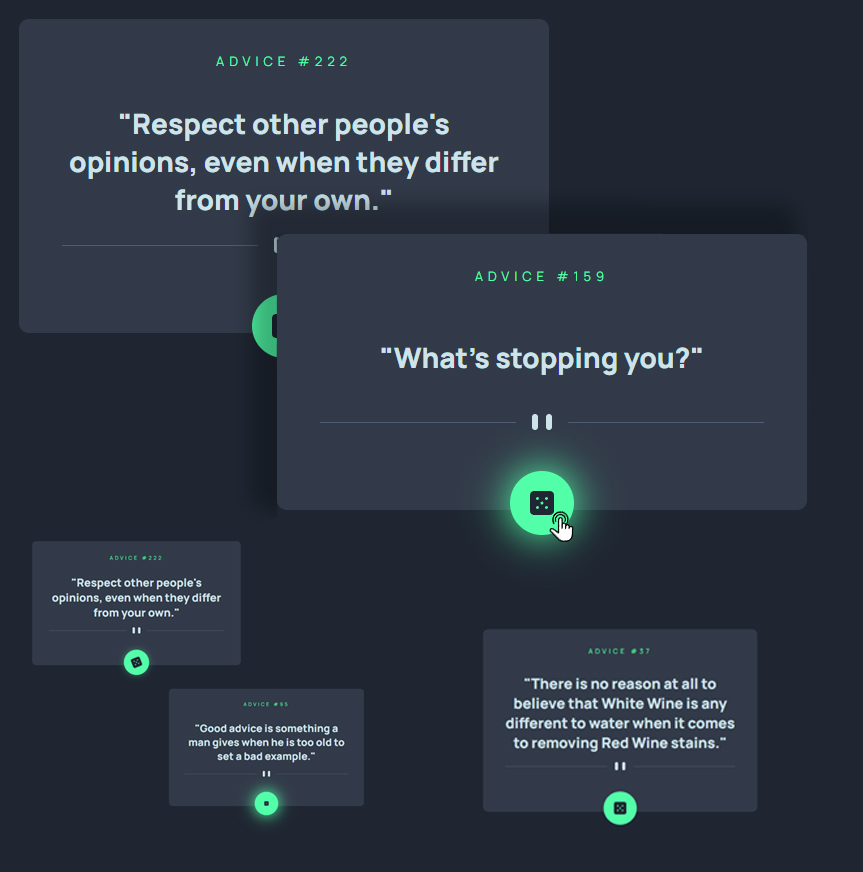 ADVICE #222
"Respect other people's
opinions, even when they differ
from your own."
ADVICE #159
"What's stopping you?"
ADVICE #222
"Respect other people's
opinions, even when they differ
from your own."
ADVICE #37
"There is no reason at all to
believe that White Wine is any
different to water when it comes
to removing Red Wine stains."
ADVICE
"Good advice is something a
man gives when he is too old to
set a bad example."